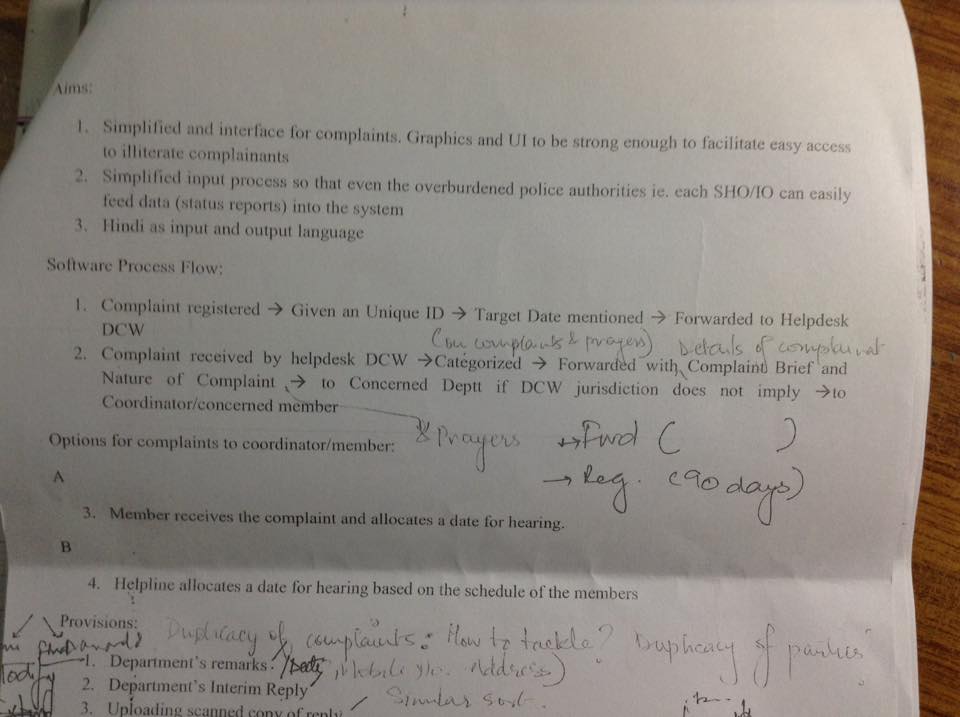 Aims:
1. Simplified and interface for complaints. Graphics and UI to be strong enough to facilitate easy access
to illiterate complainants
2. Simplified input process so that even the overburdened police authorities ie. each SHO/IO can easily
feed data (status reports) into the system
3. Hindi as input and output language
Software Process Flow:
1. Complaint registered → Given an Unique ID → Target Date mentioned → Forwarded to Helpdesk
DCW
(on complaints & prayers) Details of complainat
2. Complaint received by helpdesk DCW →Categorized → Forwarded with Complaint Brief and
Nature of Complaint → to Concerned Deptt if DCW jurisdiction does not imply →to
Coordinator/concerned member
& Prayers → Fwd ( )
Options for complaints to coordinator/member:
→ Reg. (90 days)
A
3. Member receives the complaint and allocates a date for hearing.
B
4. Helpline allocates a date for hearing based on the schedule of the members
Provisions:
Duplicacy of complaints: How to tackle? Duplicacy of parties
1. Department's remarks. Mobile No. Address)
2. Department's Interim Reply
Similar sort.
3. Uploading scanned copy of reply